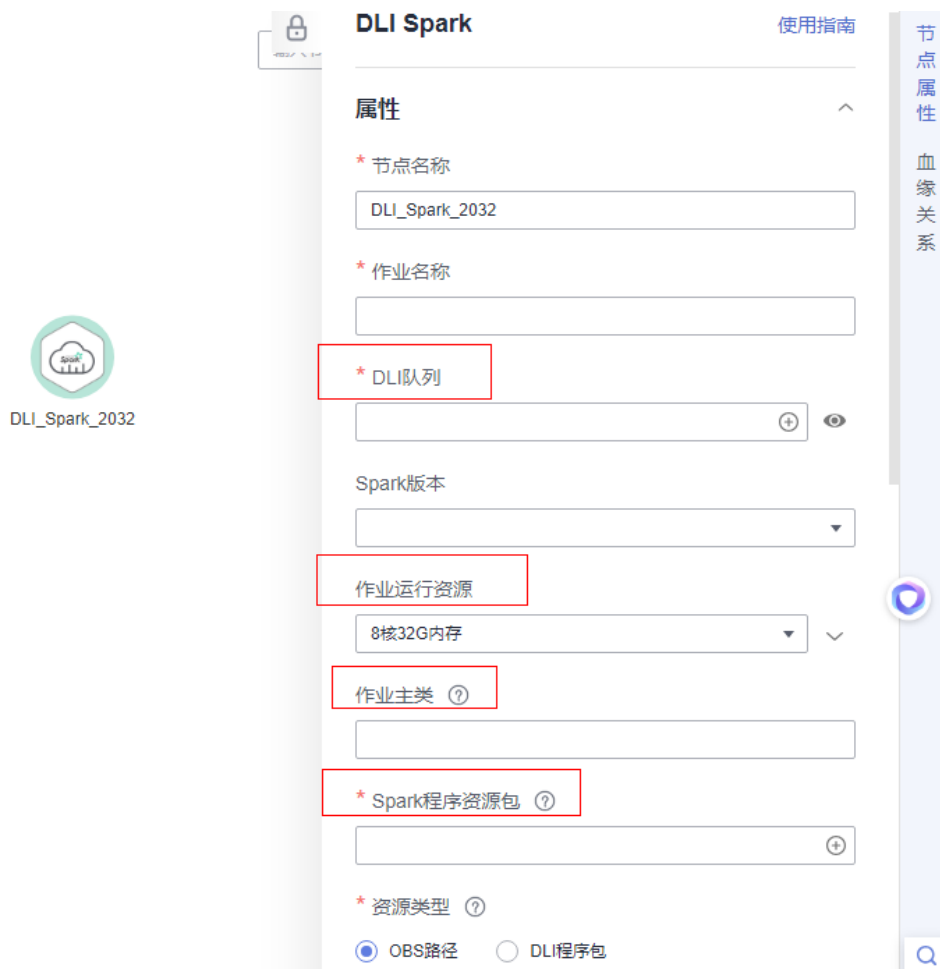 DLI Spark
使用指南
属性
* 节点名称
DLI_Spark_2032
* 作业名称
* DLI队列
Spark版本
作业运行资源
8核32G内存
作业主类
* Spark程序资源包
* 资源类型
OBS路径
DLI程序包
Spark
DLI_Spark_2032
节点属性
血缘关系